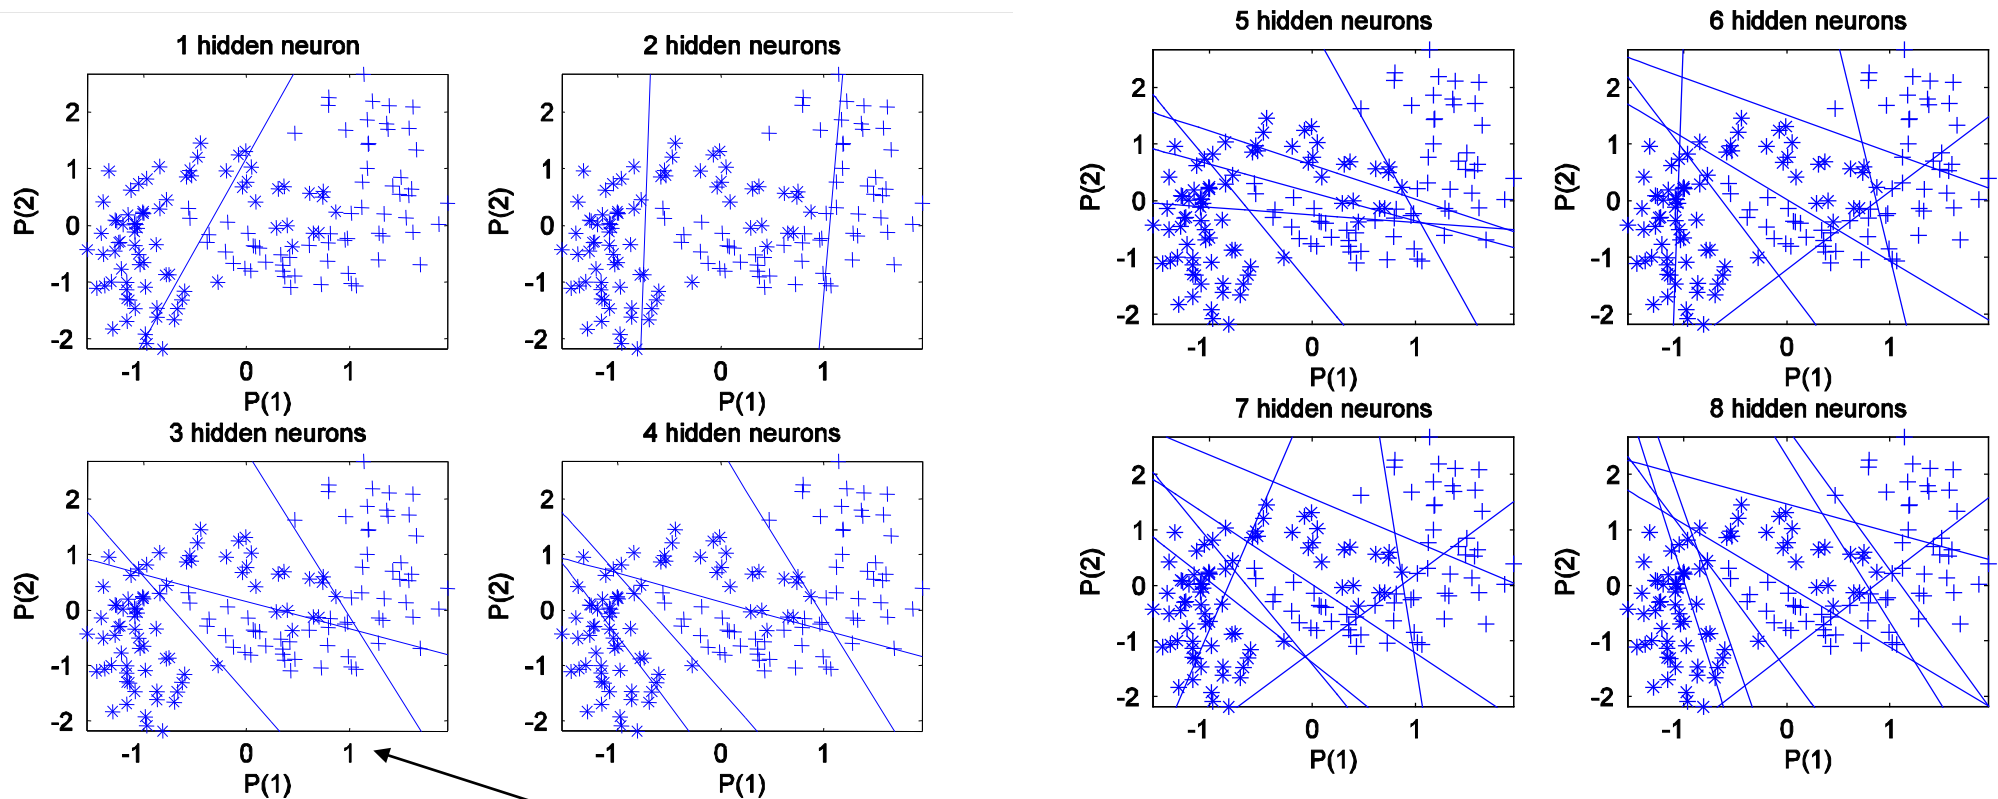 1 hidden neuron
2
1
0
-1
-2
P(2)
-1 0 1
P(1)
2 hidden neurons
2
1
0
-1
-2
P(2)
-1 0 1
P(1)
3 hidden neurons
2
1
0
-1
-2
P(2)
-1 0 1
P(1)
4 hidden neurons
2
1
0
-1
-2
P(2)
-1 0 1
P(1)
5 hidden neurons
2
1
0
-1
-2
P(2)
-1 0 1
P(1)
6 hidden neurons
2
1
0
-1
-2
P(2)
-1 0 1
P(1)
7 hidden neurons
2
1
0
-1
-2
P(2)
-1 0 1
P(1)
8 hidden neurons
2
1
0
-1
-2
P(2)
-1 0 1
P(1)